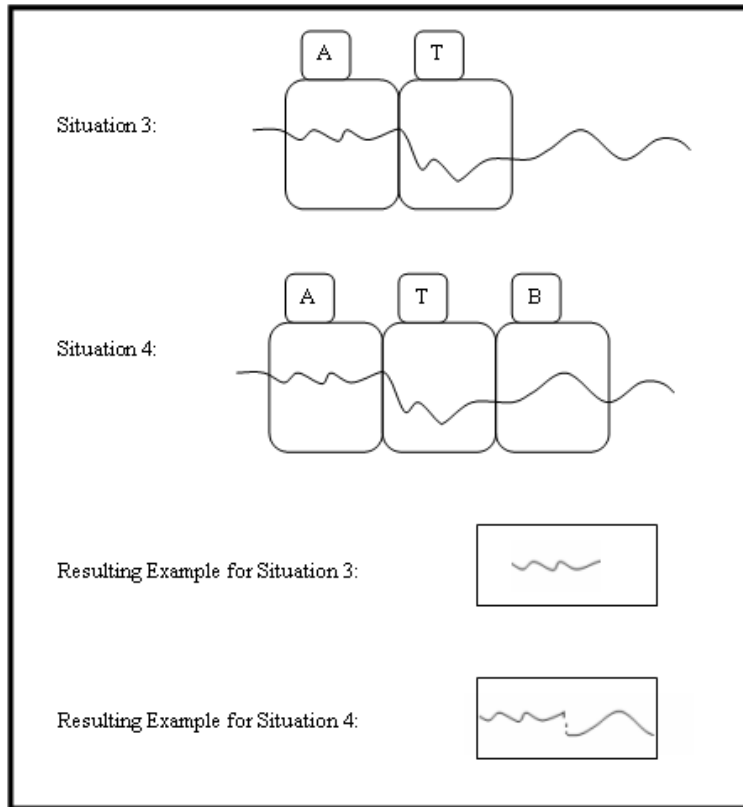 A T
Situation 3:
A T B
Situation 4:
Resulting Example for Situation 3:
Resulting Example for Situation 4: